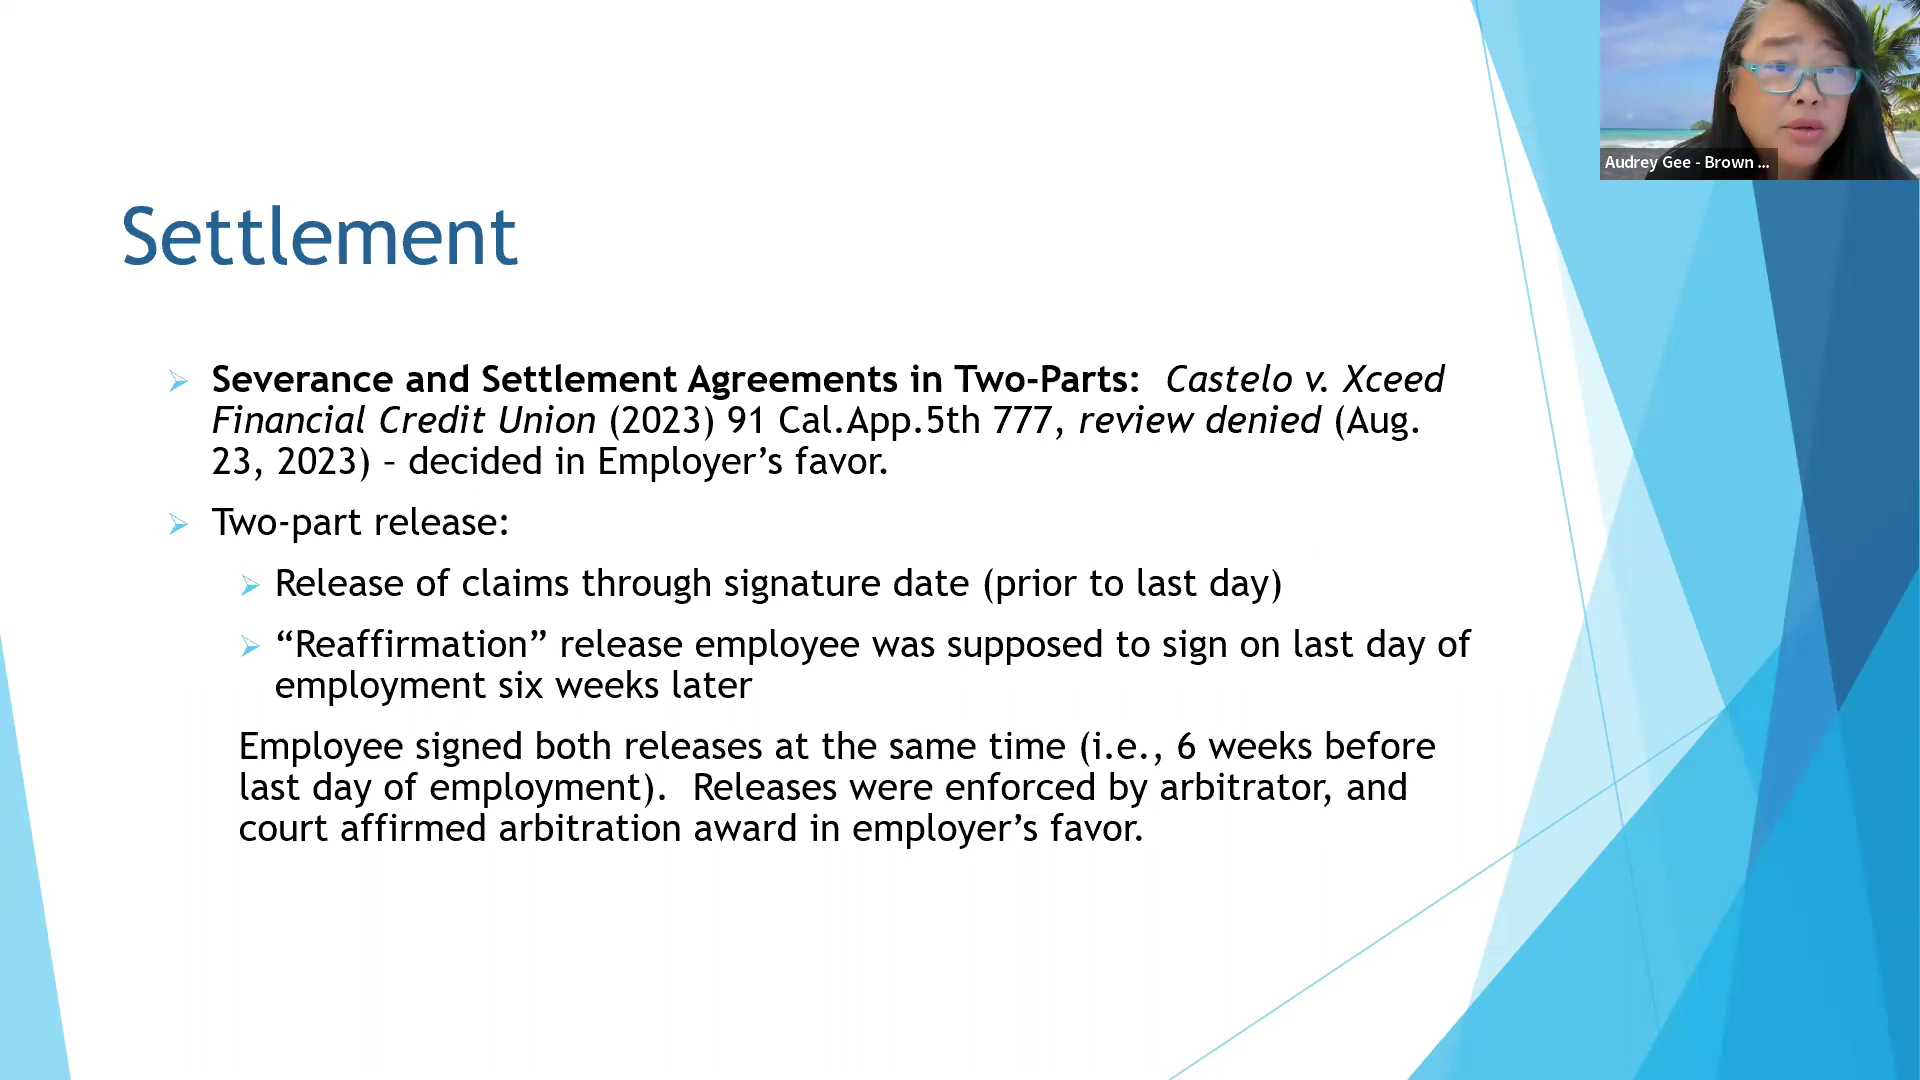 Audrey Gee - Brown ...
Settlement
Severance and Settlement Agreements in Two-Parts: Castelo v. Xceed
Financial Credit Union (2023) 91 Cal.App.5th 777, review denied (Aug.
23, 2023) – decided in Employer’s favor.
Two-part release:
Release of claims through signature date (prior to last day)
“Reaffirmation” release employee was supposed to sign on last day of
employment six weeks later
Employee signed both releases at the same time (i.e., 6 weeks before
last day of employment). Releases were enforced by arbitrator, and
court affirmed arbitration award in employer’s favor.